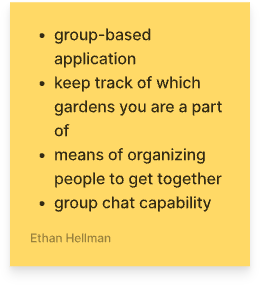 • group-based
application
• keep track of which
gardens you are a part
of
• means of organizing
people to get together
• group chat capability
Ethan Hellman